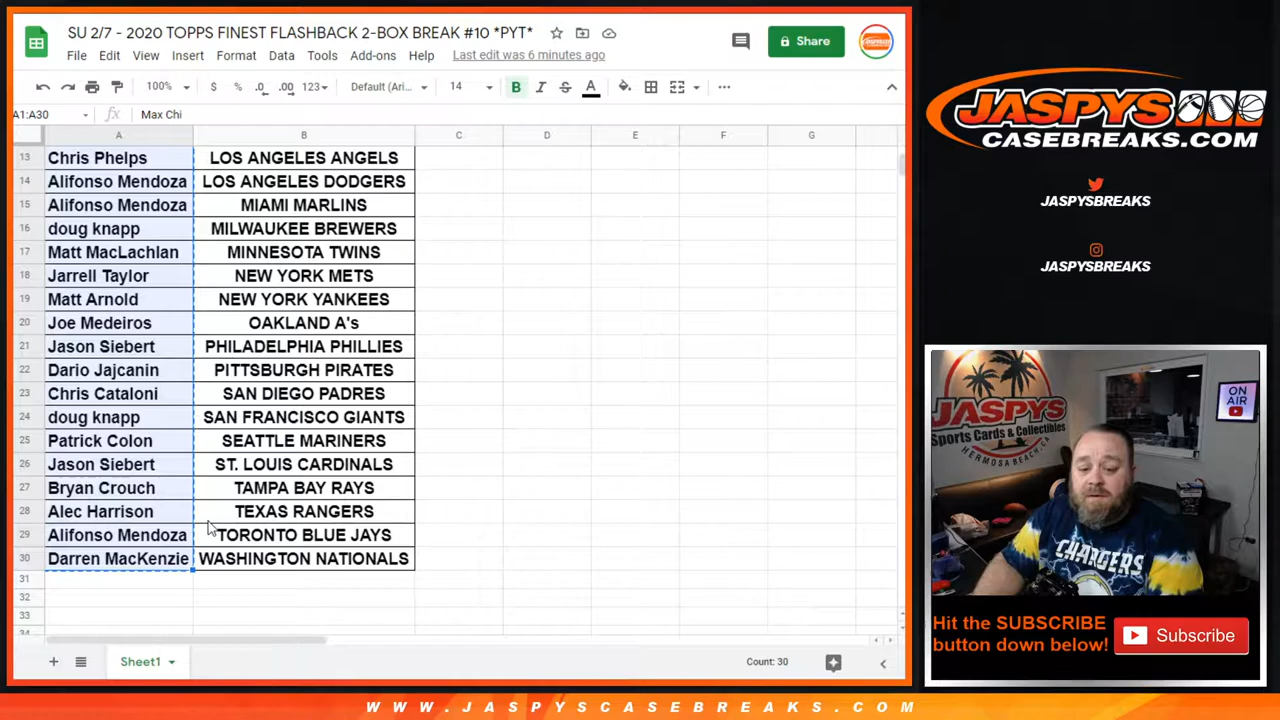 SU 2/7 - 2020 TOPPS FINEST FLASHBACK 2-BOX BREAK #10 *PYT*
File Edit View Insert Format Data Tools Add-ons Help Last edit was 6 minutes ago
Share
100% $ % .0 .00 123 Default (Ari... 14 B I S A
A1:A30 fx Max Chi
A B C D E F G
13 Chris Phelps LOS ANGELES ANGELS
14 Alifonso Mendoza LOS ANGELES DODGERS
15 Alifonso Mendoza MIAMI MARLINS
16 doug knapp MILWAUKEE BREWERS
17 Matt MacLachlan MINNESOTA TWINS
18 Jarrell Taylor NEW YORK METS
19 Matt Arnold NEW YORK YANKEES
20 Joe Medeiros OAKLAND A's
21 Jason Siebert PHILADELPHIA PHILLIES
22 Dario Jajcanin PITTSBURGH PIRATES
23 Chris Cataloni SAN DIEGO PADRES
24 doug knapp SAN FRANCISCO GIANTS
25 Patrick Colon SEATTLE MARINERS
26 Jason Siebert ST. LOUIS CARDINALS
27 Bryan Crouch TAMPA BAY RAYS
28 Alec Harrison TEXAS RANGERS
29 Alifonso Mendoza TORONTO BLUE JAYS
30 Darren MacKenzie WASHINGTON NATIONALS
31
32
33
34
Sheet1
Count: 30
JASPYS
CASEBREAKS.COM
JASPYSBREAKS
JASPYSBREAKS
JASPYS
Sports Cards & Collectibles
HERMOSA BEACH, CA
ON AIR
CHARGERS
Hit the SUBSCRIBE
button down below!
Subscribe
WWW.JASPYSCASEBREAKS.COM